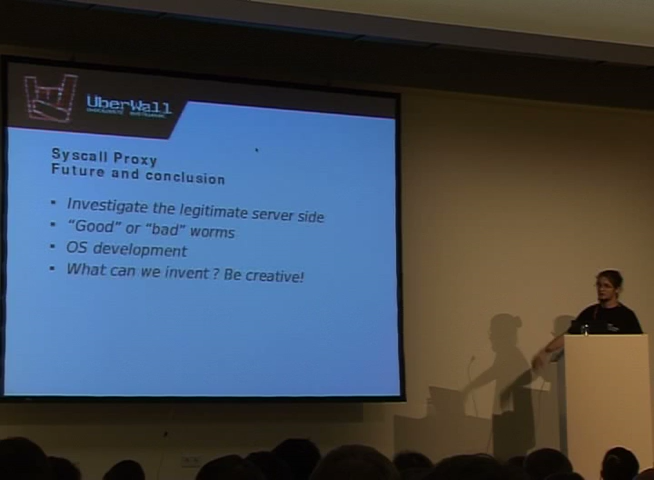 UberWall
Syscall Proxy
Future and conclusion
▪ Investigate the legitimate server side
▪ “Good” or “bad” worms
▪ OS development
▪ What can we invent ? Be creative!